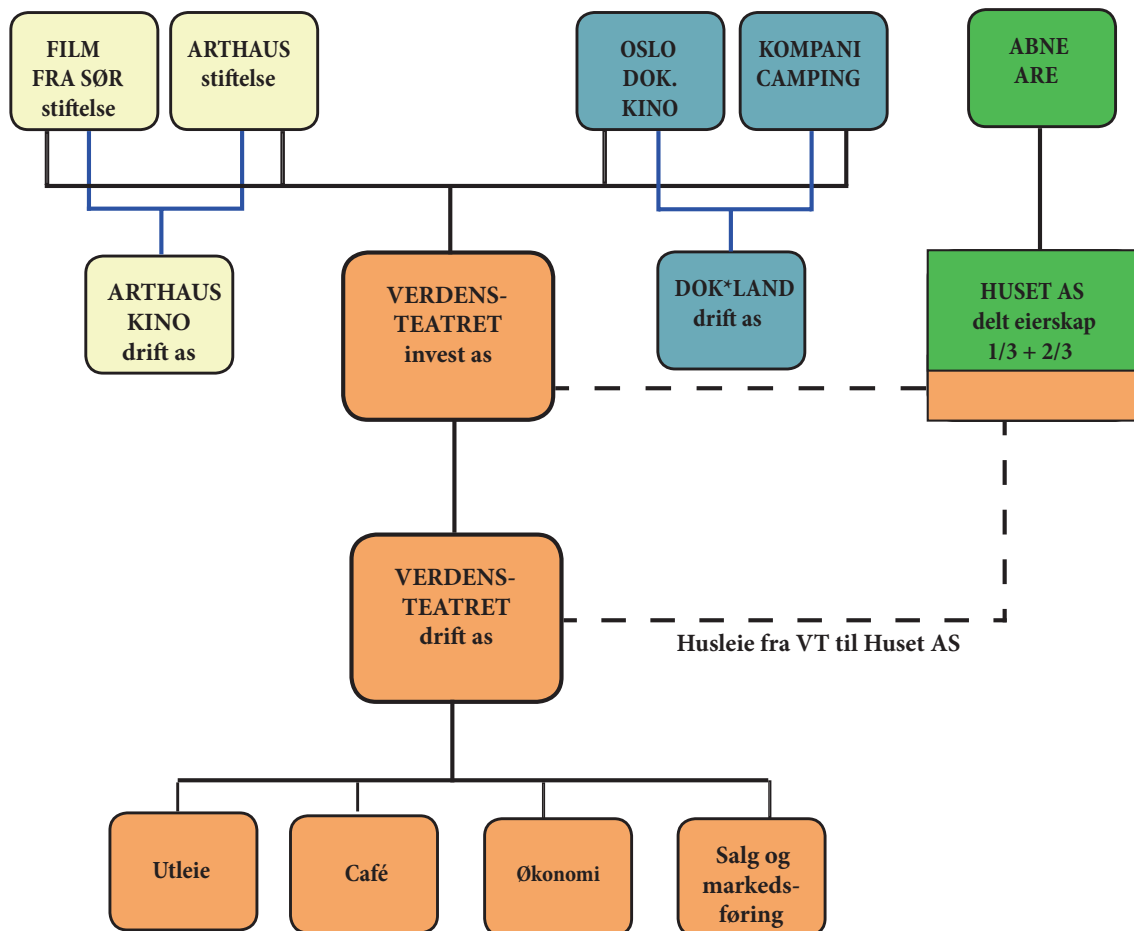 FILM
FRA SØR
stiftelse
ARTHAUS
stiftelse
OSLO
DOK.
KINO
KOMPANI
CAMPING
ABNE
ARE
ARTHAUS
KINO
drift as
VERDENS-
TEATRET
invest as
DOK*LAND
drift as
HUSET AS
delt eierskap
1/3 + 2/3
VERDENS-
TEATRET
drift as
Husleie fra VT til Huset AS
Utleie
Café
Økonomi
Salg og
markeds-
føring